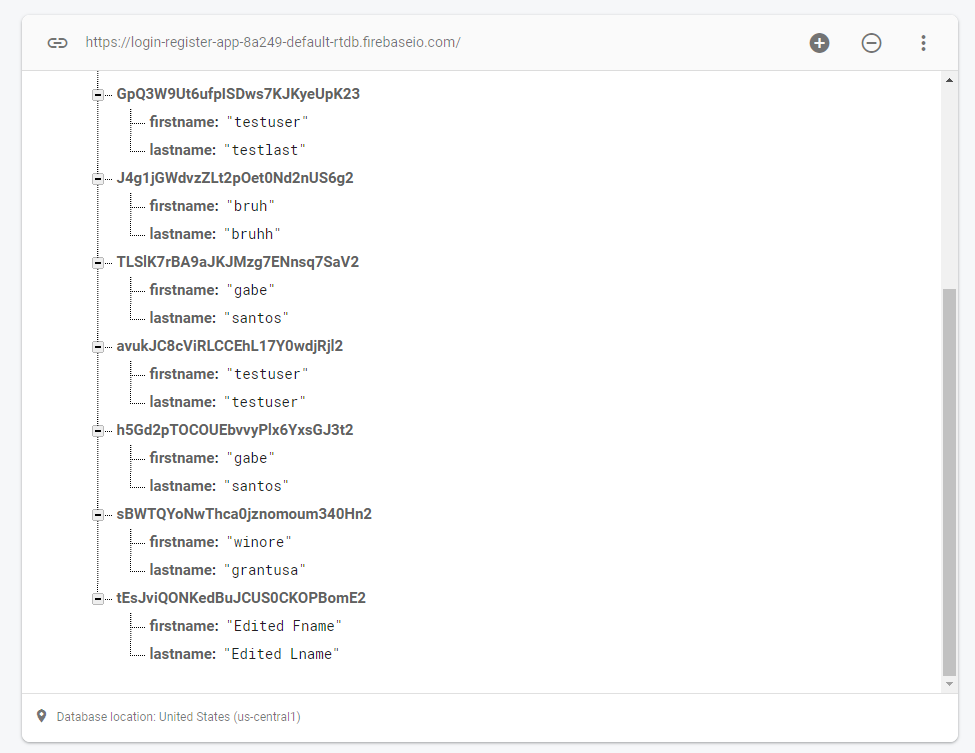 https://login-register-app-8a249-default-rtdb.firebaseio.com/
GpQ3W9Ut6ufpISDws7KJKyeUpK23
firstname: "testuser"
lastname: "testlast"
J4g1jGWdvzZLt2pOet0Nd2nUS6g2
firstname: "bruh"
lastname: "bruhh"
TLSlK7rBA9aJKJMzg7ENnsq7SaV2
firstname: "gabe"
lastname: "santos"
avukJC8cViRLCCEhL17Y0wdjRjl2
firstname: "testuser"
lastname: "testuser"
h5Gd2pTOCOUEbvvyPlx6YxsGJ3t2
firstname: "gabe"
lastname: "santos"
sBWTQYoNwThca0jznomoum340Hn2
firstname: "winore"
lastname: "grantusa"
tEsJviQONKedBuJCUS0CKOPBomE2
firstname: "Edited Fname"
lastname: "Edited Lname"
Database location: United States (us-central1)